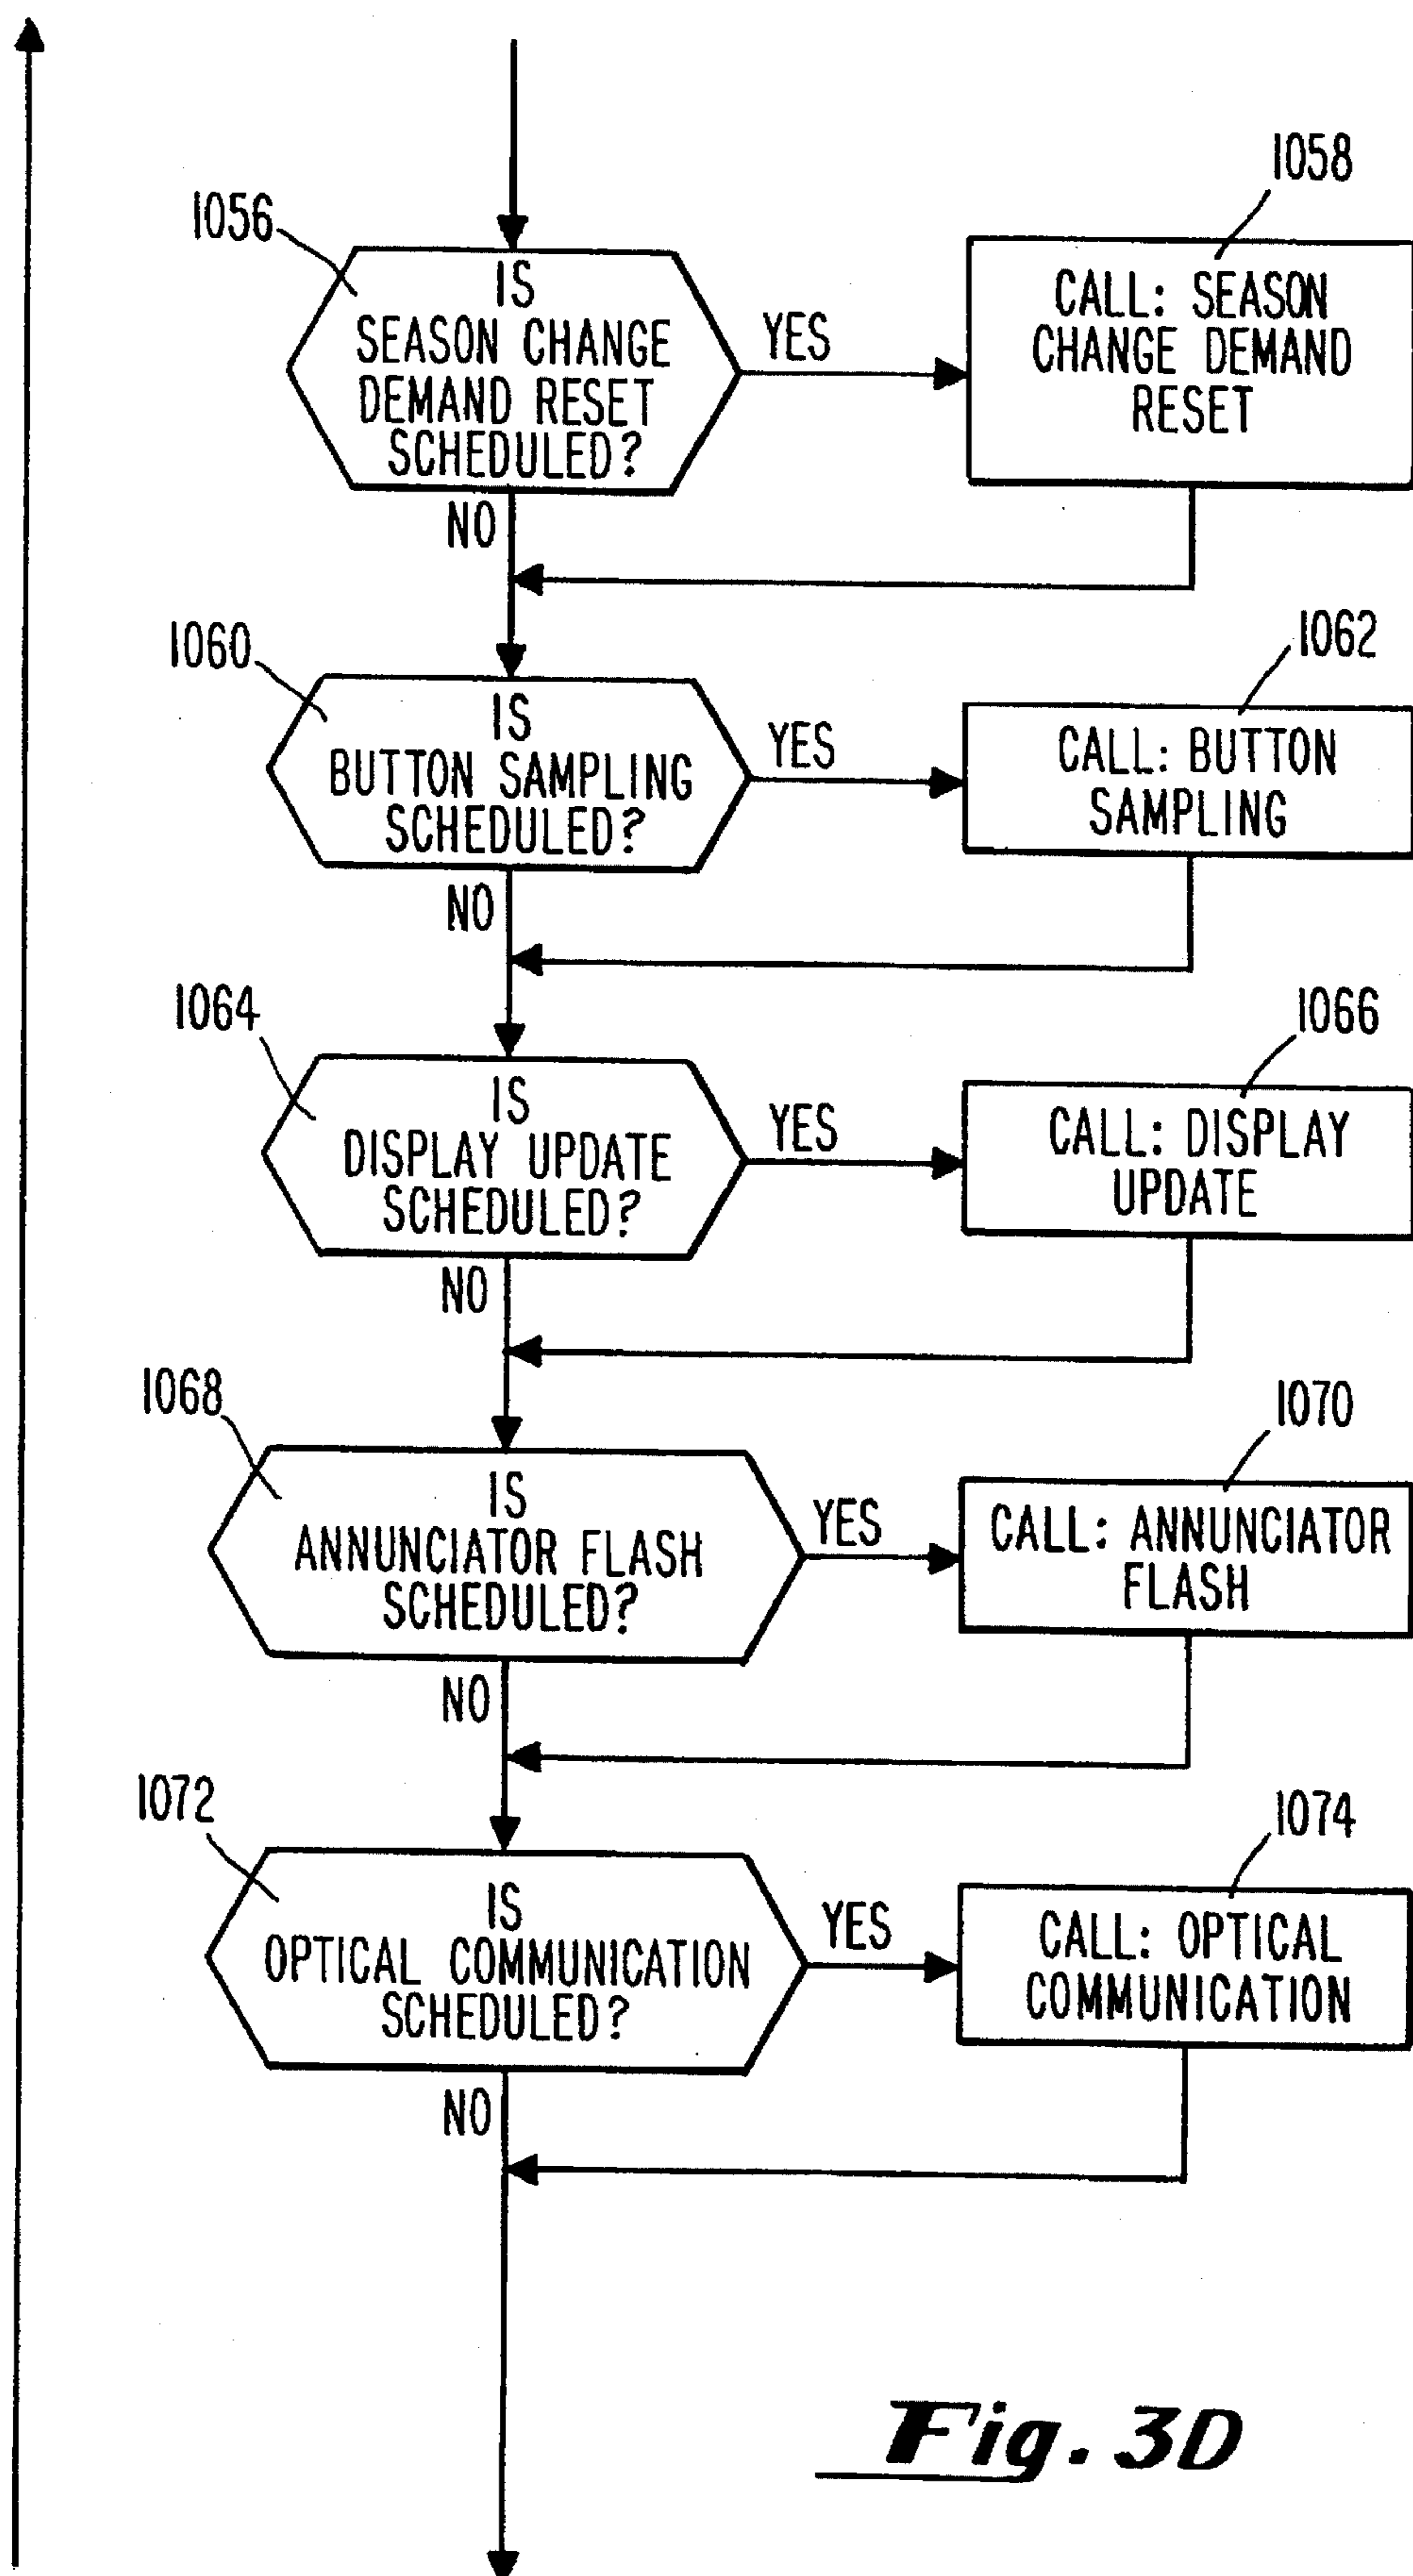 1056
IS
SEASON CHANGE
DEMAND RESET
SCHEDULED?
YES
NO
1058
CALL: SEASON
CHANGE DEMAND
RESET
1060
IS
BUTTON SAMPLING
SCHEDULED?
YES
NO
1062
CALL: BUTTON
SAMPLING
1064
IS
DISPLAY UPDATE
SCHEDULED?
YES
NO
1066
CALL: DISPLAY
UPDATE
1068
IS
ANNUNCIATOR FLASH
SCHEDULED?
YES
NO
1070
CALL: ANNUNCIATOR
FLASH
1072
IS
OPTICAL COMMUNICATION
SCHEDULED?
YES
NO
1074
CALL: OPTICAL
COMMUNICATION
Fig. 3D